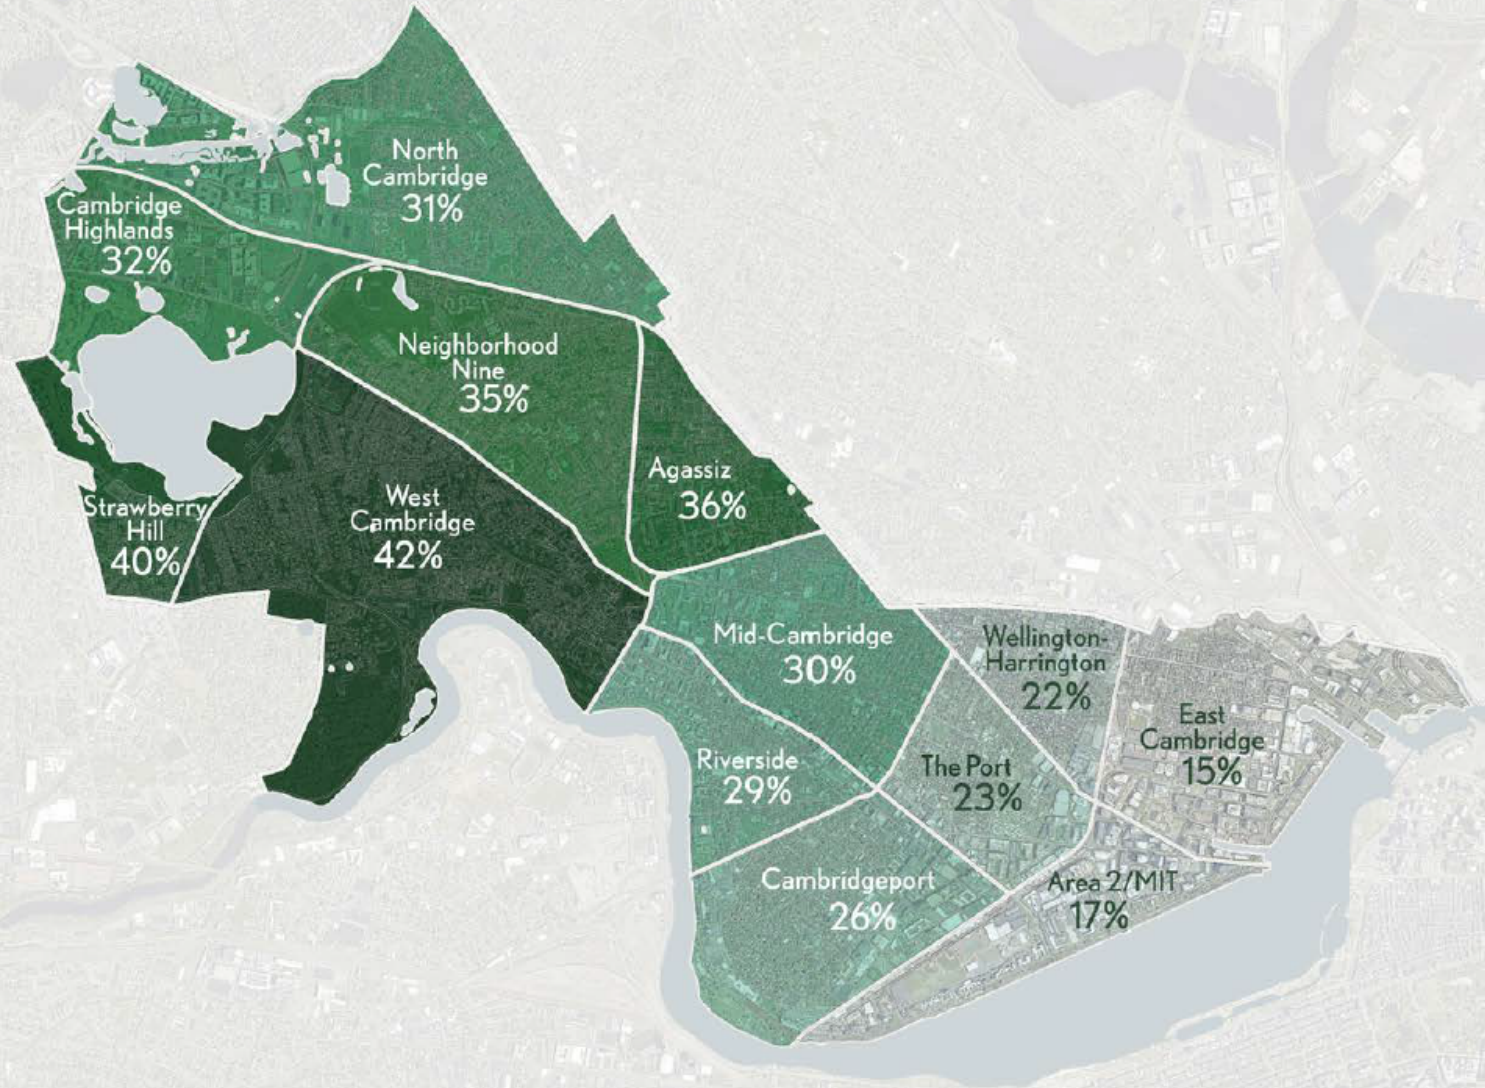 North
Cambridge
31%
Cambridge
Highlands
32%
Neighborhood
Nine
35%
Agassiz
36%
West
Cambridge
42%
Strawberry
Hill
40%
Mid-Cambridge
30%
Wellington-
Harrington
22%
East
Cambridge
15%
Riverside
29%
The Port
23%
Cambridgeport
26%
Area 2/MIT
17%